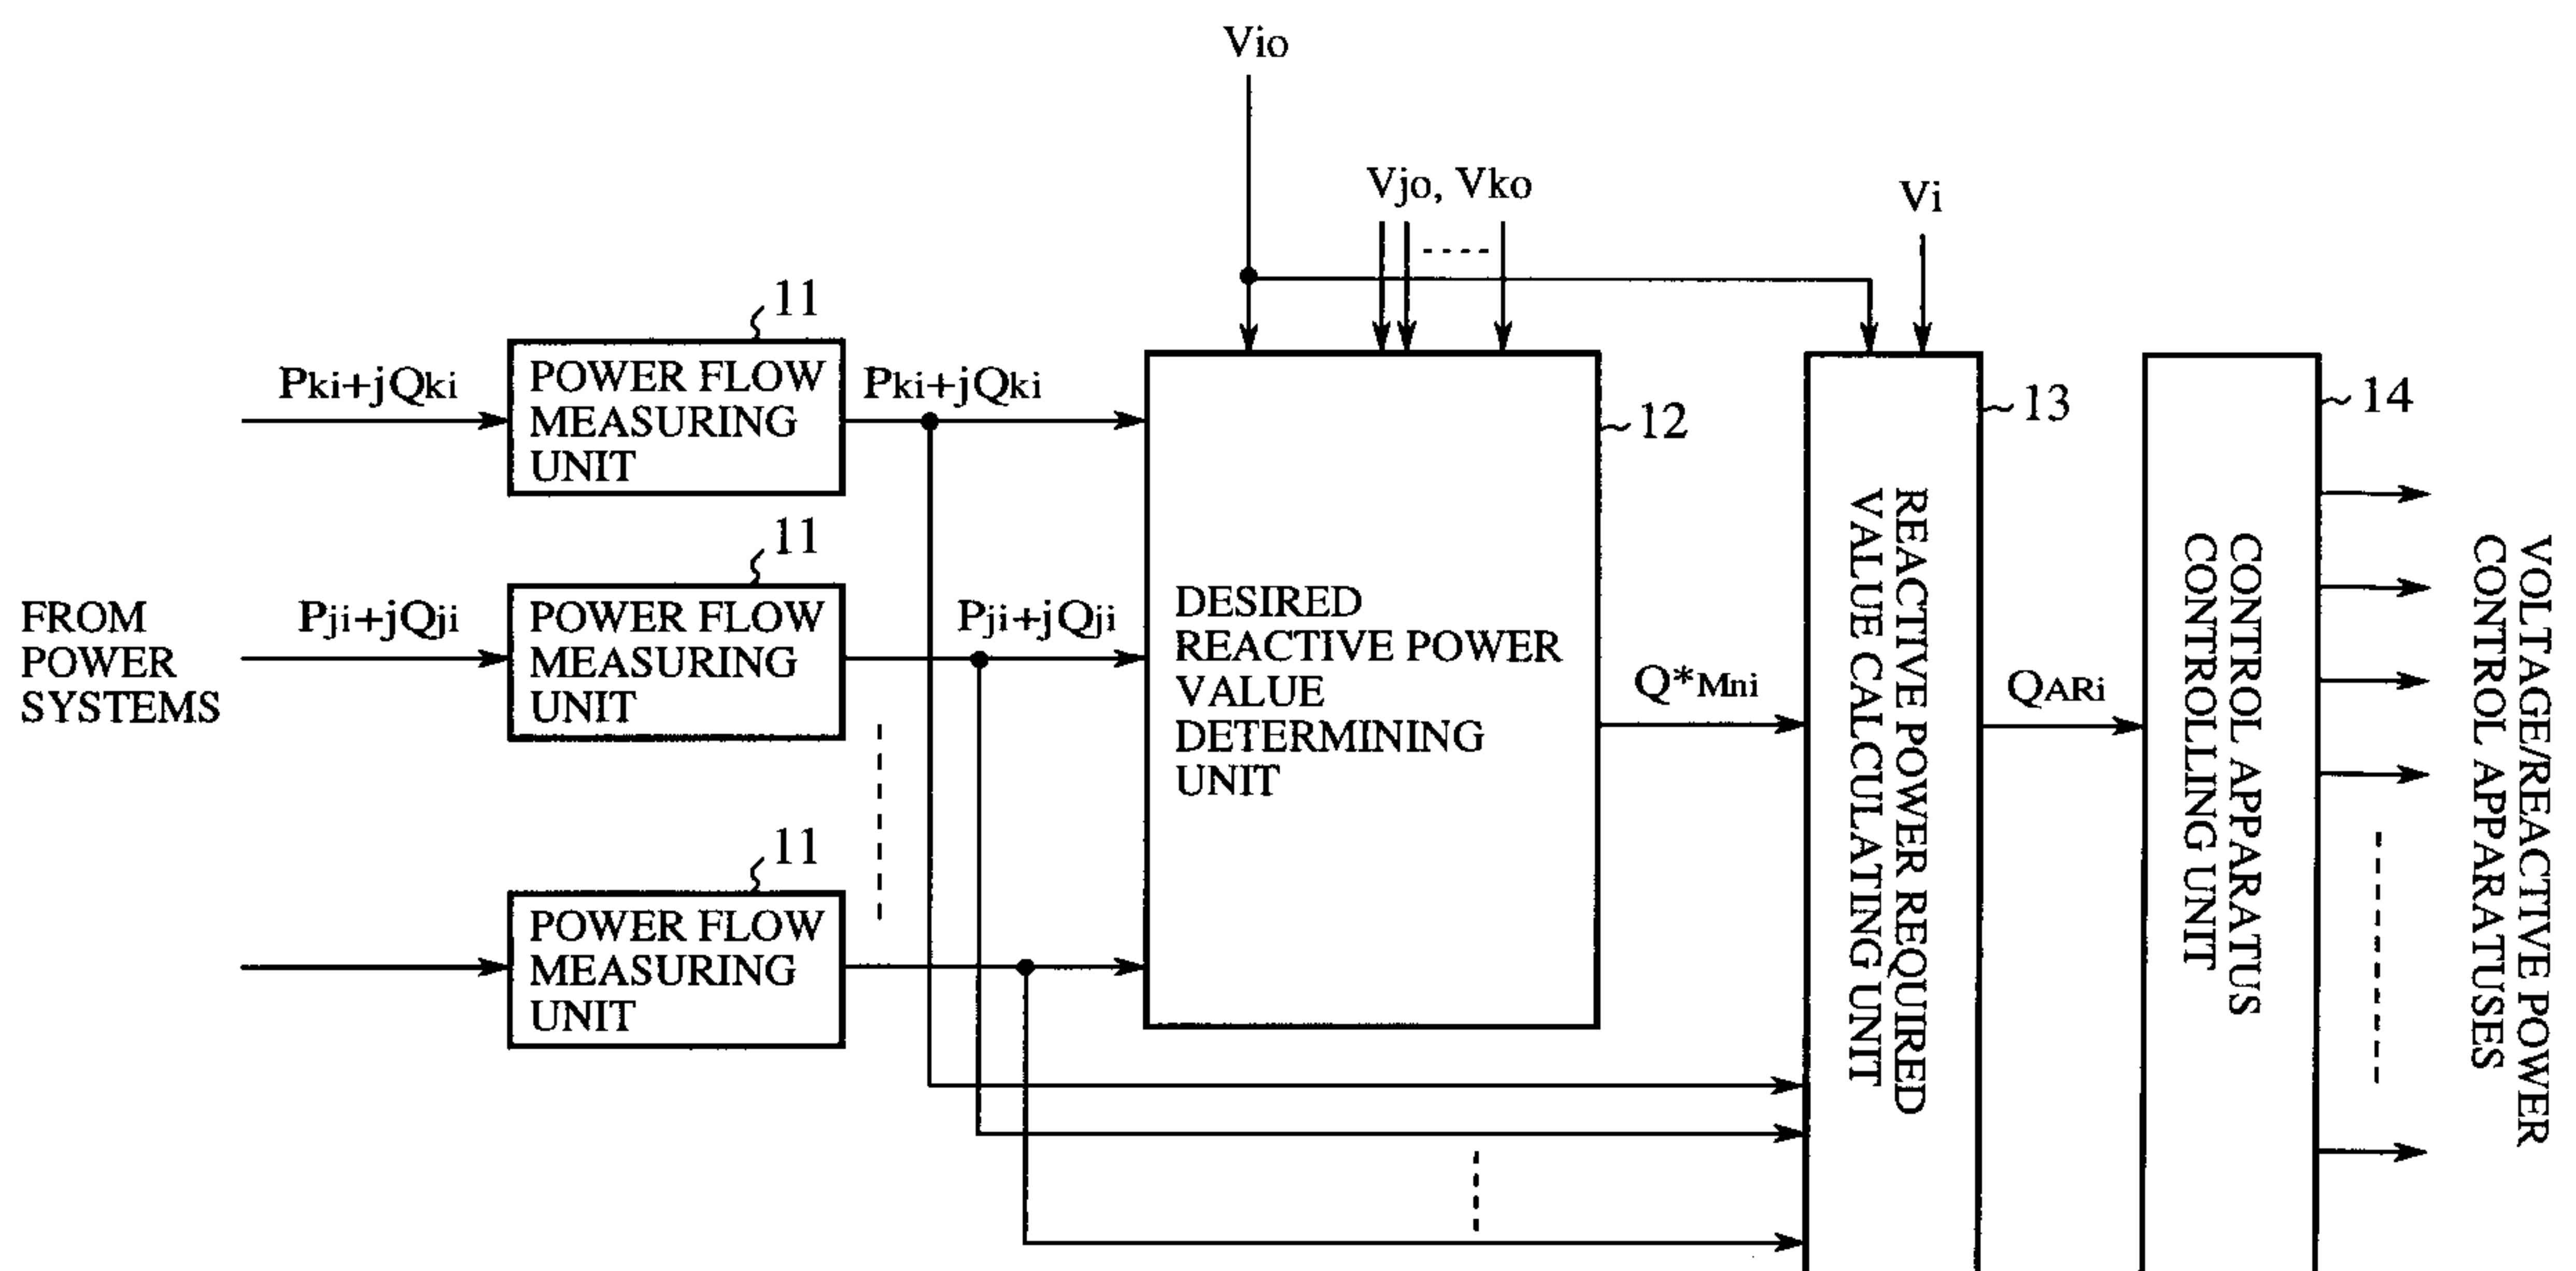 Vio
Vjo, Vko
Vi
11
Pki+jQki
POWER FLOW
MEASURING
UNIT
Pki+jQki
12
13
14
11
FROM
POWER
SYSTEMS
Pji+jQji
POWER FLOW
MEASURING
UNIT
Pji+jQji
DESIRED
REACTIVE POWER
VALUE
DETERMINING
UNIT
Q*Mni
REACTIVE POWER REQUIRED
VALUE CALCULATING UNIT
QARi
CONTROL APPARATUS
CONTROLLING UNIT
VOLTAGE/REACTIVE POWER
CONTROL APPARATUSES
11
POWER FLOW
MEASURING
UNIT